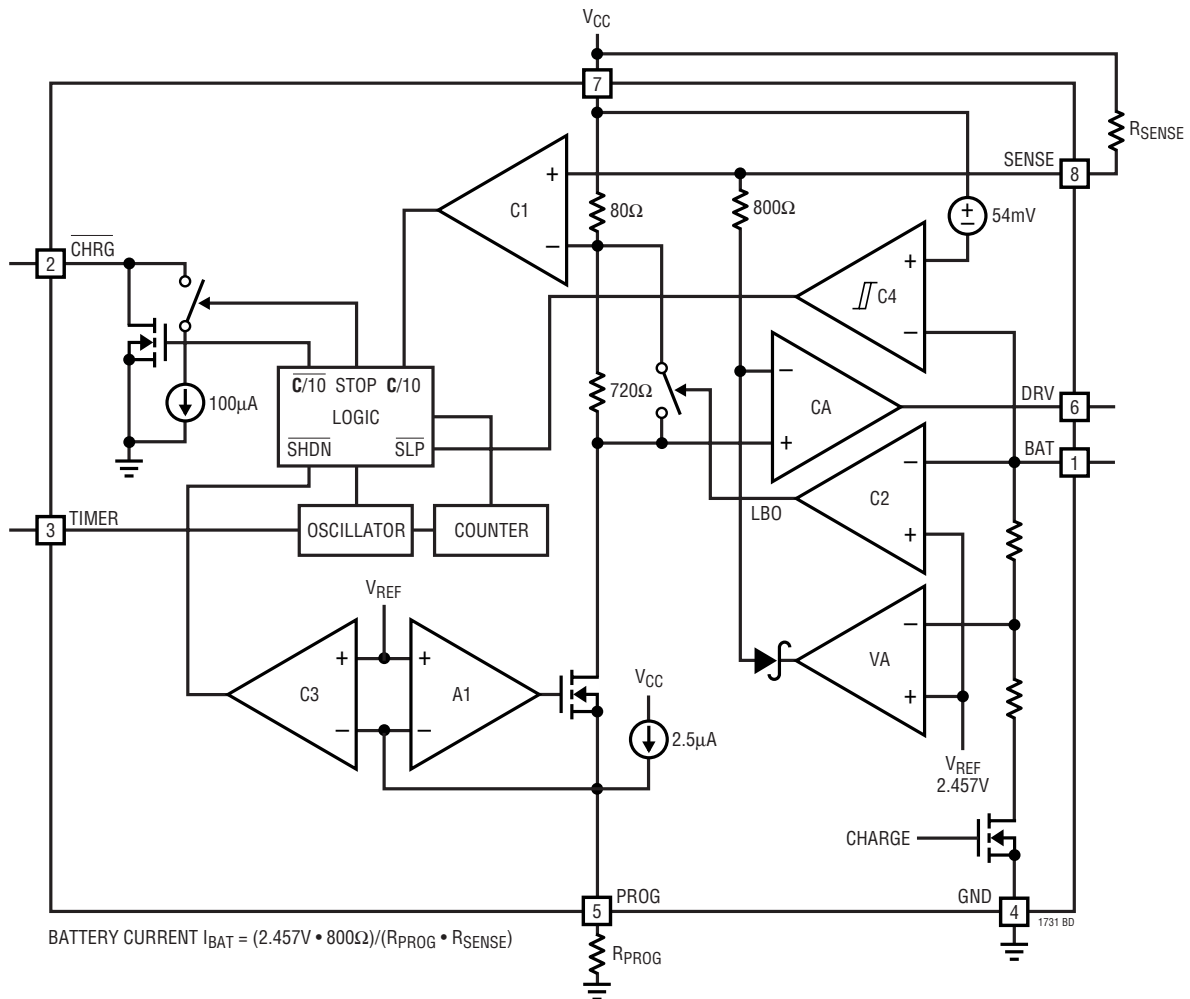 VCC
7
RSENSE
SENSE
8
+
C1
–
80Ω
800Ω
+
–
54mV
2
CHRG
+
C4
–
C/10 STOP C/10
LOGIC
SHDN SLP
100µA
720Ω
–
CA
+
DRV
6
BAT
1
–
C2
+
LBO
3
TIMER
OSCILLATOR
COUNTER
VREF
+
C3
–
+
A1
–
VCC
2.5µA
–
VA
+
VREF
2.457V
CHARGE
PROG
5
GND
4
1731 BD
BATTERY CURRENT IBAT = (2.457V • 800Ω)/(RPROG • RSENSE)
RPROG